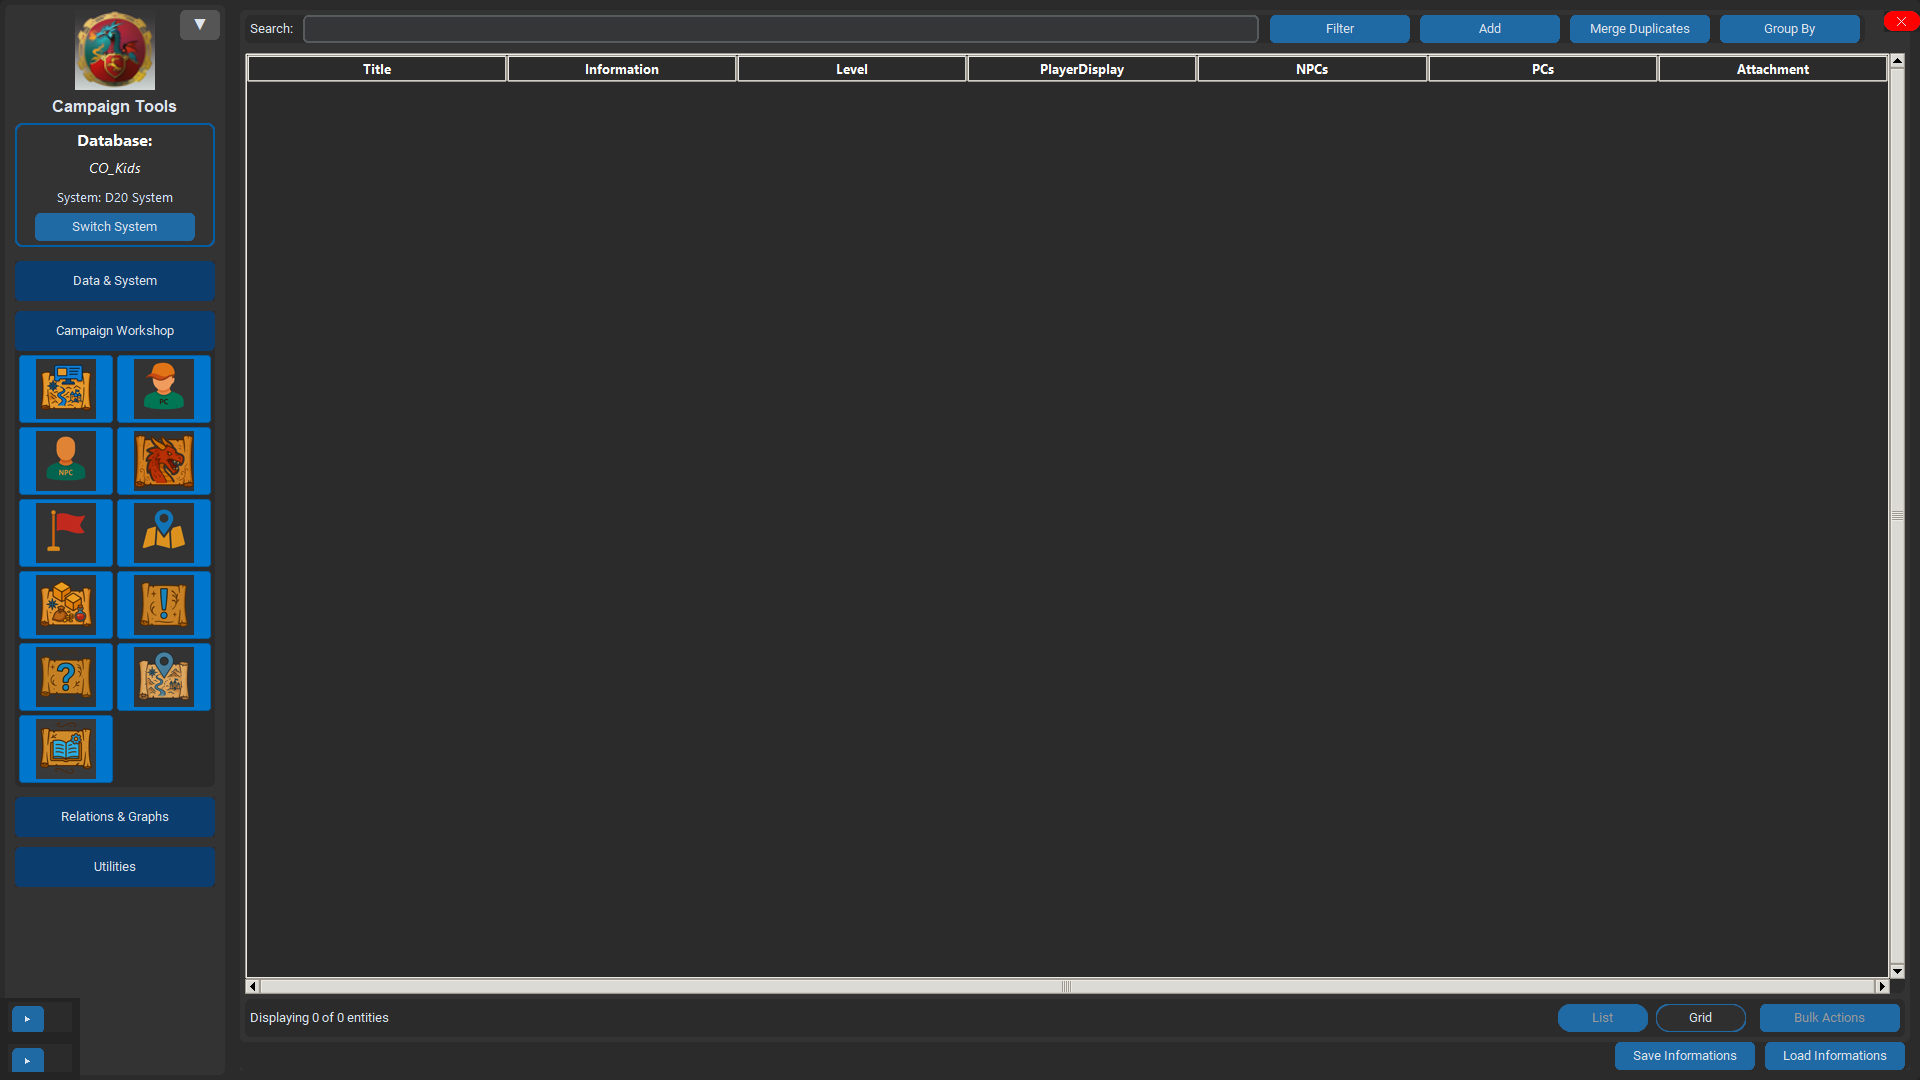 ▼
Campaign Tools
Database:
CO_Kids
System: D20 System
Switch System
Data & System
Campaign Workshop
PC
NPC
Relations & Graphs
Utilities
Search:
Filter
Add
Merge Duplicates
Group By
Title
Information
Level
PlayerDisplay
NPCs
PCs
Attachment
Displaying 0 of 0 entities
List
Grid
Bulk Actions
Save Informations
Load Informations